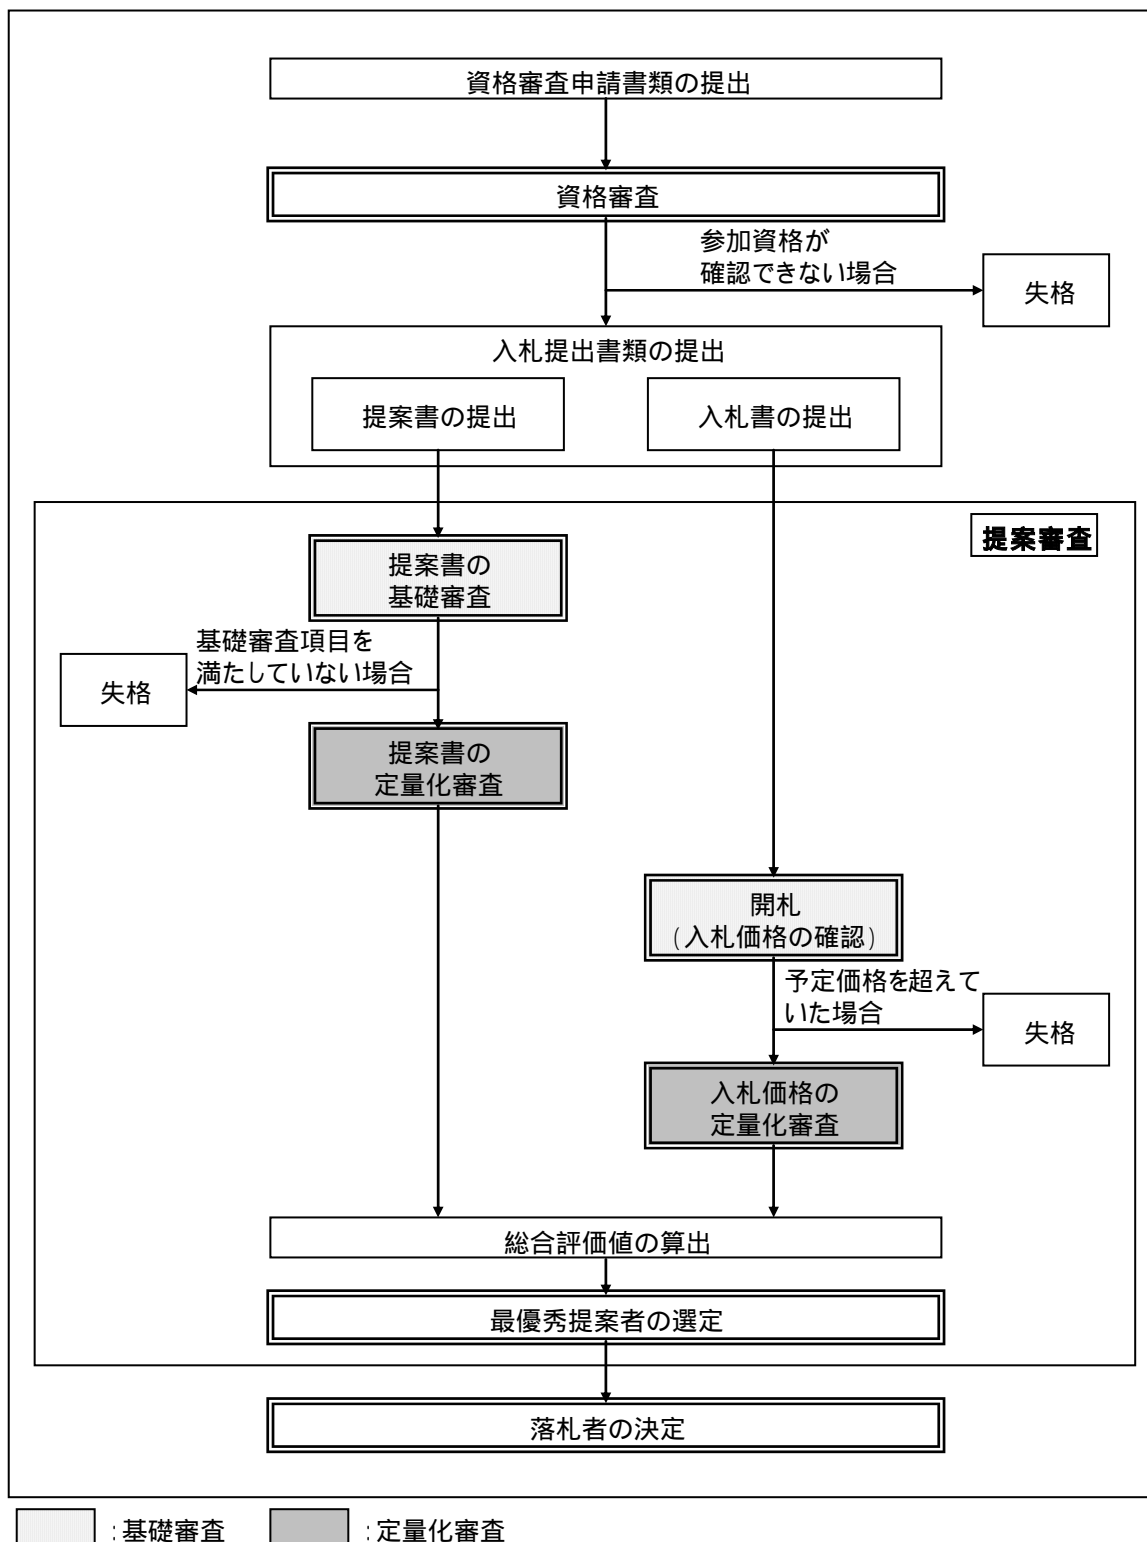 資格審査申請書類の提出
資格審査
参加資格が
確認できない場合
失格
入札提出書類の提出
提案書の提出
入札書の提出
提案審査
提案書の
基礎審査
基礎審査項目を
満たしていない場合
失格
提案書の
定量化審査
開札
(入札価格の確認)
予定価格を超えて
いた場合
失格
入札価格の
定量化審査
総合評価値の算出
最優秀提案者の選定
落札者の決定
:基礎審査
:定量化審査